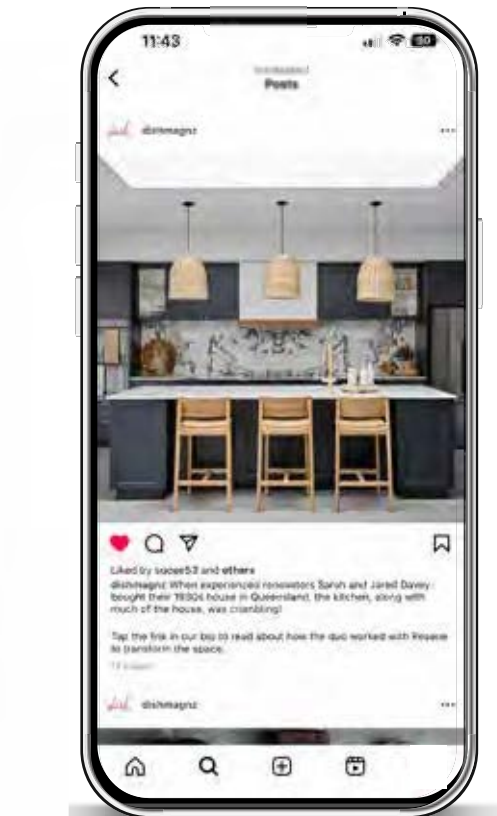 11:43
Posts
dishmagnz
Liked by and others
dishmagnz When experienced renovators Sarah and Jared Davey
bought their 1930s house in Queensland, the kitchen, along with
much of the house, was crumbling!
Tap the link in our bio to read about how the duo worked with Resene
to transform the space.
dishmagnz